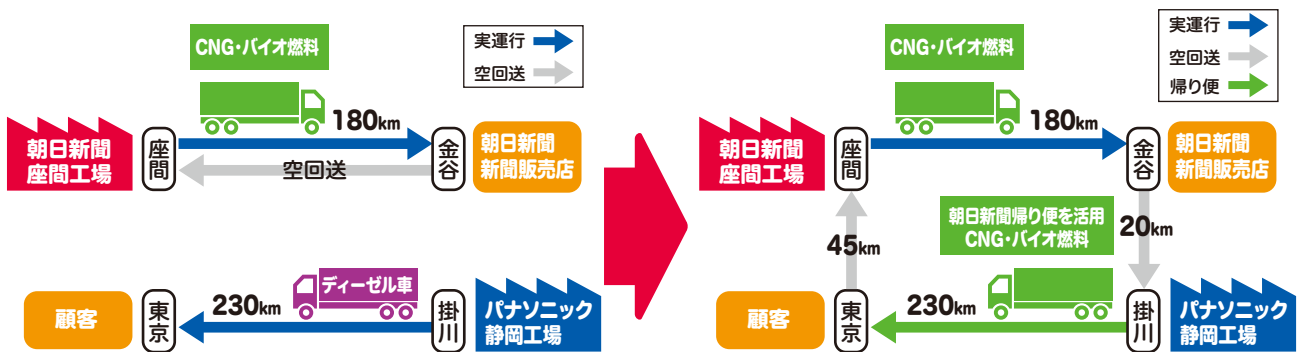 CNG・バイオ燃料
実運行
空回送
180km
朝日新聞
座間工場
座間
金谷
朝日新聞
新聞販売店
空回送
顧客
東京
230km
ディーゼル車
掛川
パナソニック
静岡工場
CNG・バイオ燃料
実運行
空回送
帰り便
180km
朝日新聞
座間工場
座間
金谷
朝日新聞
新聞販売店
朝日新聞帰り便を活用
CNG・バイオ燃料
20km
45km
顧客
東京
230km
掛川
パナソニック
静岡工場